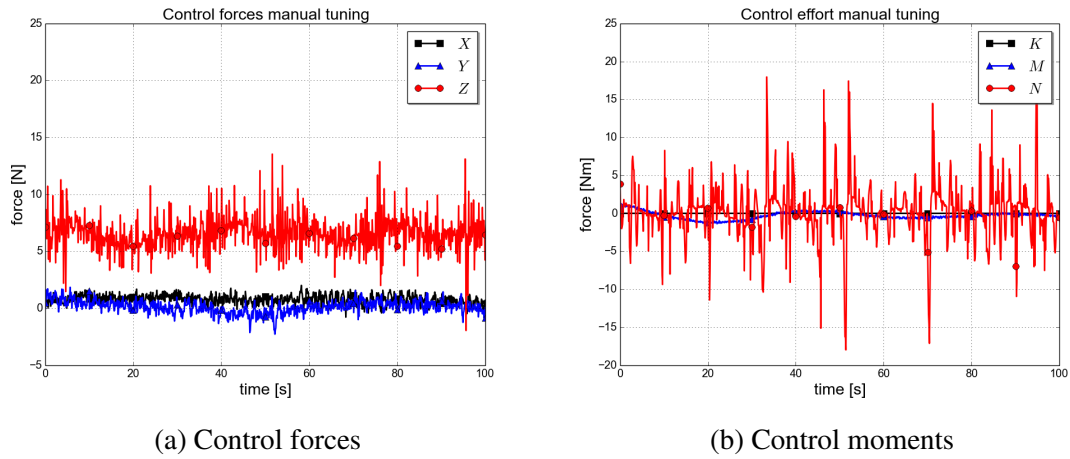 Control forces manual tuning
25
20
15
10
5
0
−5
0
20
40
60
80
100
force [N]
time [s]
X
Y
Z
(a) Control forces
Control effort manual tuning
25
20
15
10
5
0
−5
−10
−15
−20
0
20
40
60
80
100
force [Nm]
time [s]
K
M
N
(b) Control moments